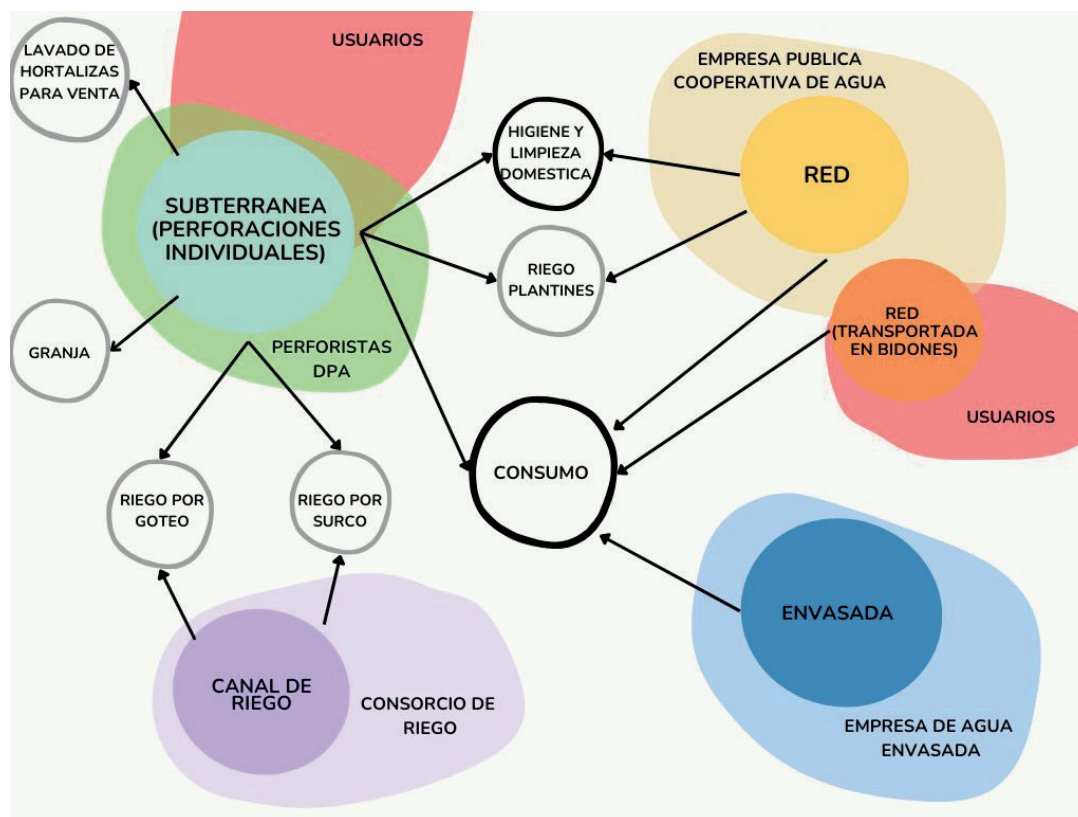 LAVADO DE
HORTALIZAS
PARA VENTA
USUARIOS
EMPRESA PUBLICA
COOPERATIVA DE AGUA
HIGIENE Y
LIMPIEZA
DOMESTICA
RED
SUBTERRANEA
(PERFORACIONES
INDIVIDUALES)
RIEGO
PLANTINES
RED
(TRANSPORTADA
EN BIDONES)
GRANJA
PERFORISTAS
DPA
USUARIOS
CONSUMO
RIEGO POR
GOTEO
RIEGO POR
SURCO
ENVASADA
CANAL DE
RIEGO
CONSORCIO DE
RIEGO
EMPRESA DE AGUA
ENVASADA